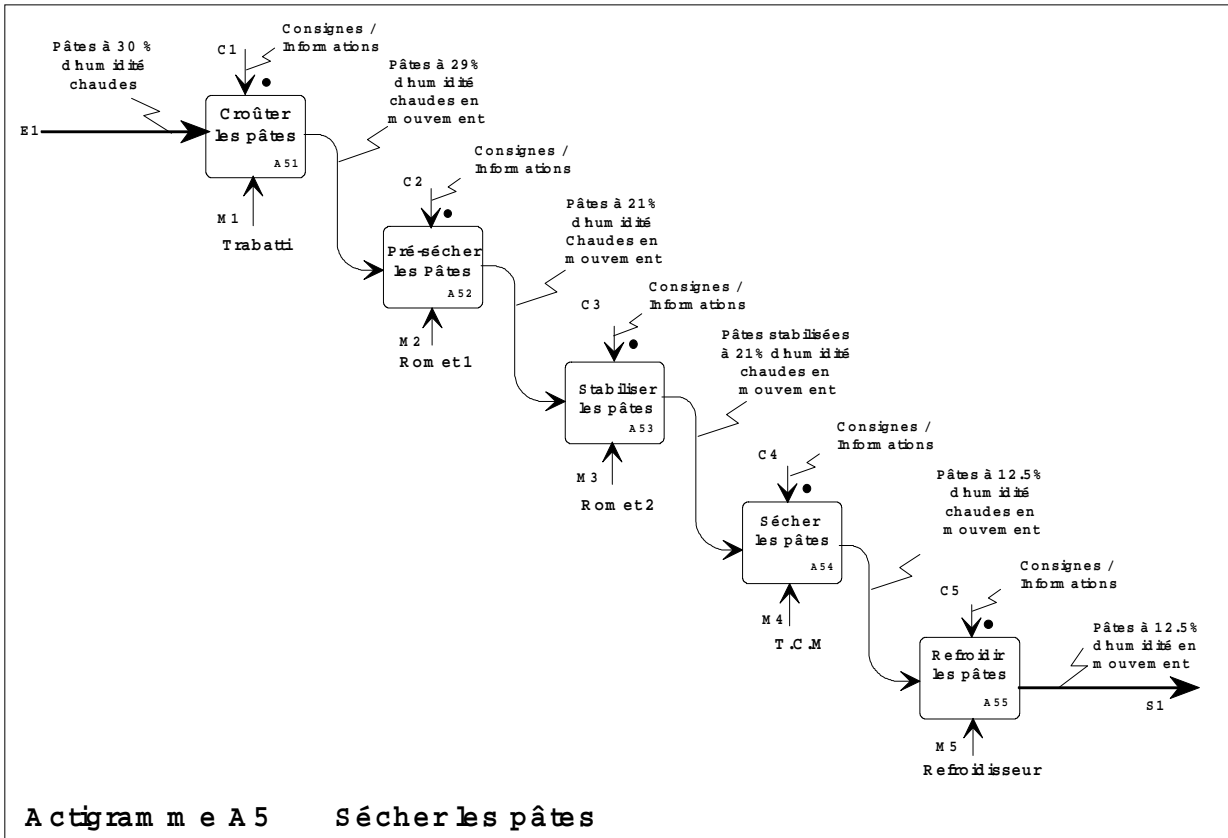 Pâtes à 30 %
d'humidité
chaudes
E1
C1
Consignes /
Informations
Croûter
les pâtes
A51
M1
Trabatti
Pâtes à 29%
d'humidité
chaudes en
mouvement
C2
Consignes /
Informations
Pré-sécher
les Pâtes
A52
M2
Romet1
Pâtes à 21%
d'humidité
Chaudes en
mouvement
C3
Consignes /
Informations
Stabiliser
les pâtes
A53
M3
Romet2
Pâtes stabilisées
à 21% d'humidité
chaudes en
mouvement
C4
Consignes /
Informations
Sécher
les pâtes
A54
M4
T.C.M
Pâtes à 12.5%
d'humidité
chaudes en
mouvement
C5
Consignes /
Informations
Refroidir
les pâtes
A55
M5
Refroidisseur
Pâtes à 12.5%
d'humidité en
mouvement
S1
Actigramme A5 Sécher les pâtes